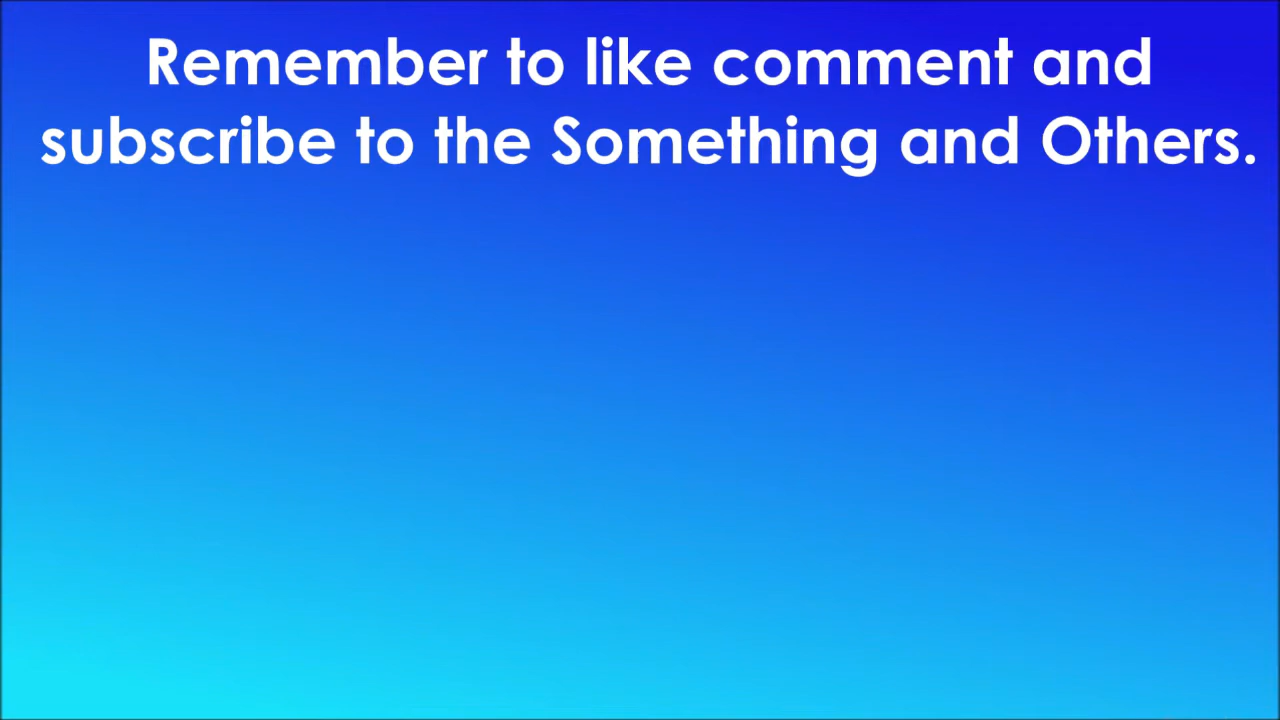 Remember to like comment and
subscribe to the Something and Others.